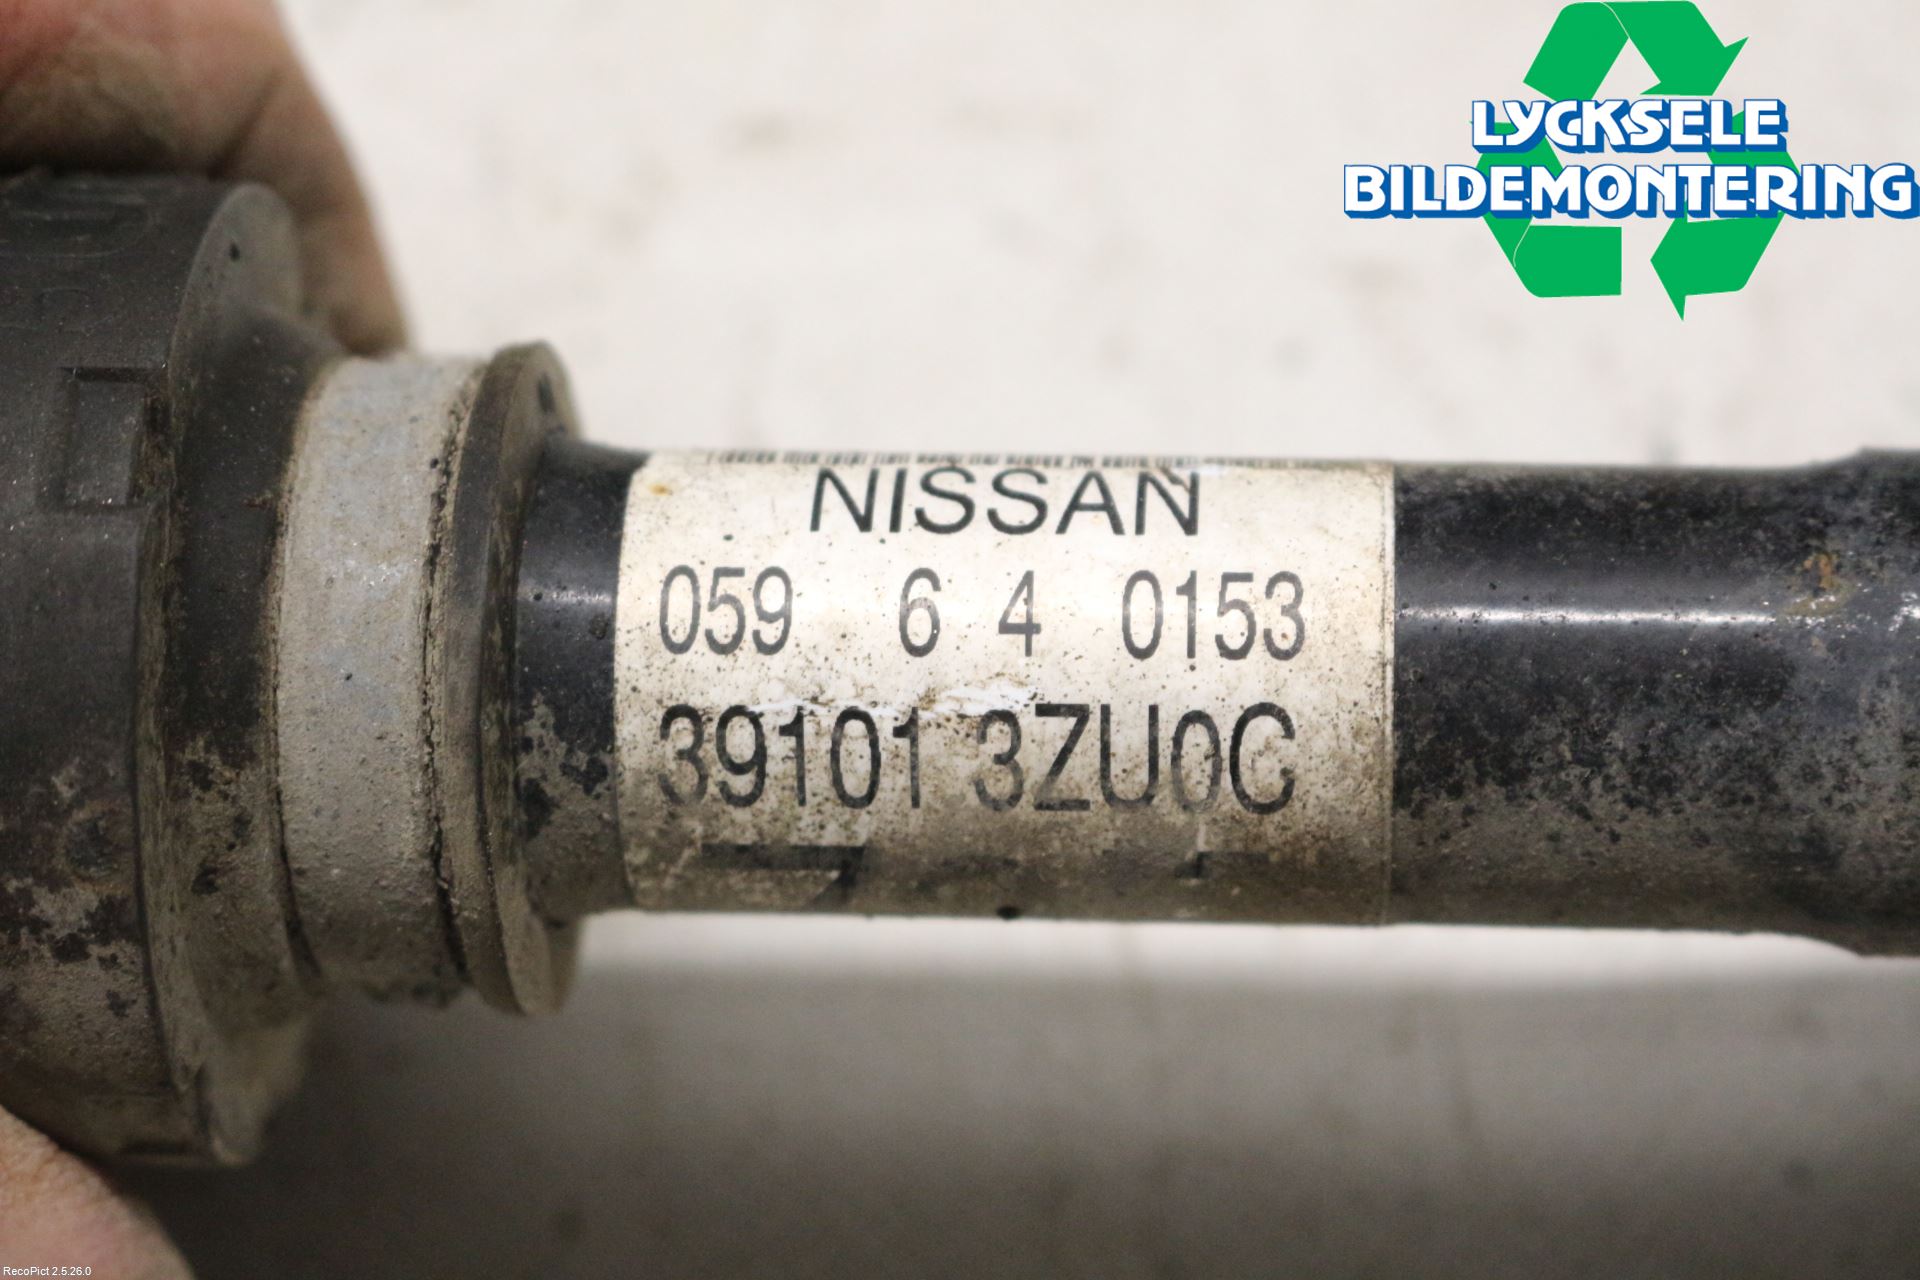 LYCKSELE
BILDEMONTERING
NISSAN
059 6 4 0153
39101 3ZU0C
RecoPict 2.5.26.0